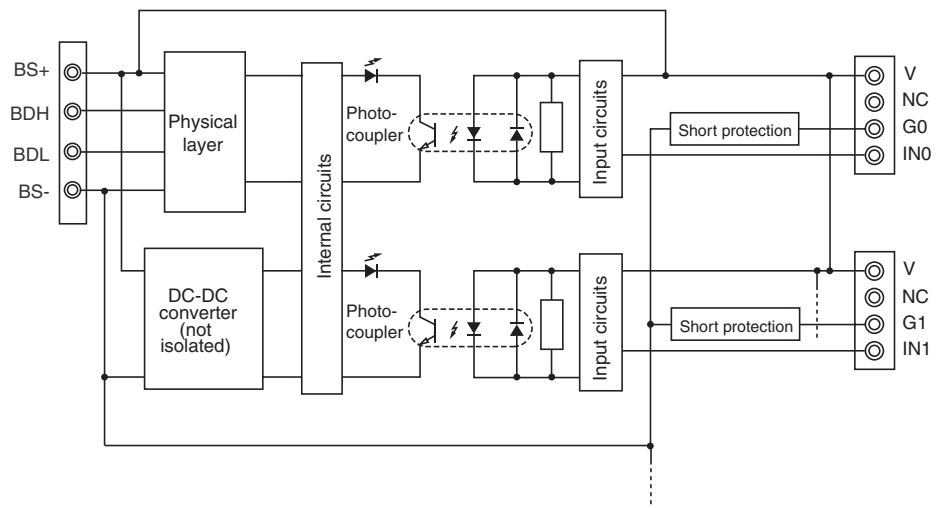 BS+
BDH
BDL
BS-
Physical
layer
DC-DC
converter
(not
isolated)
Internal circuits
Photo-
coupler
Input circuits
Short protection
V
NC
G0
IN0
Photo-
coupler
Input circuits
Short protection
V
NC
G1
IN1